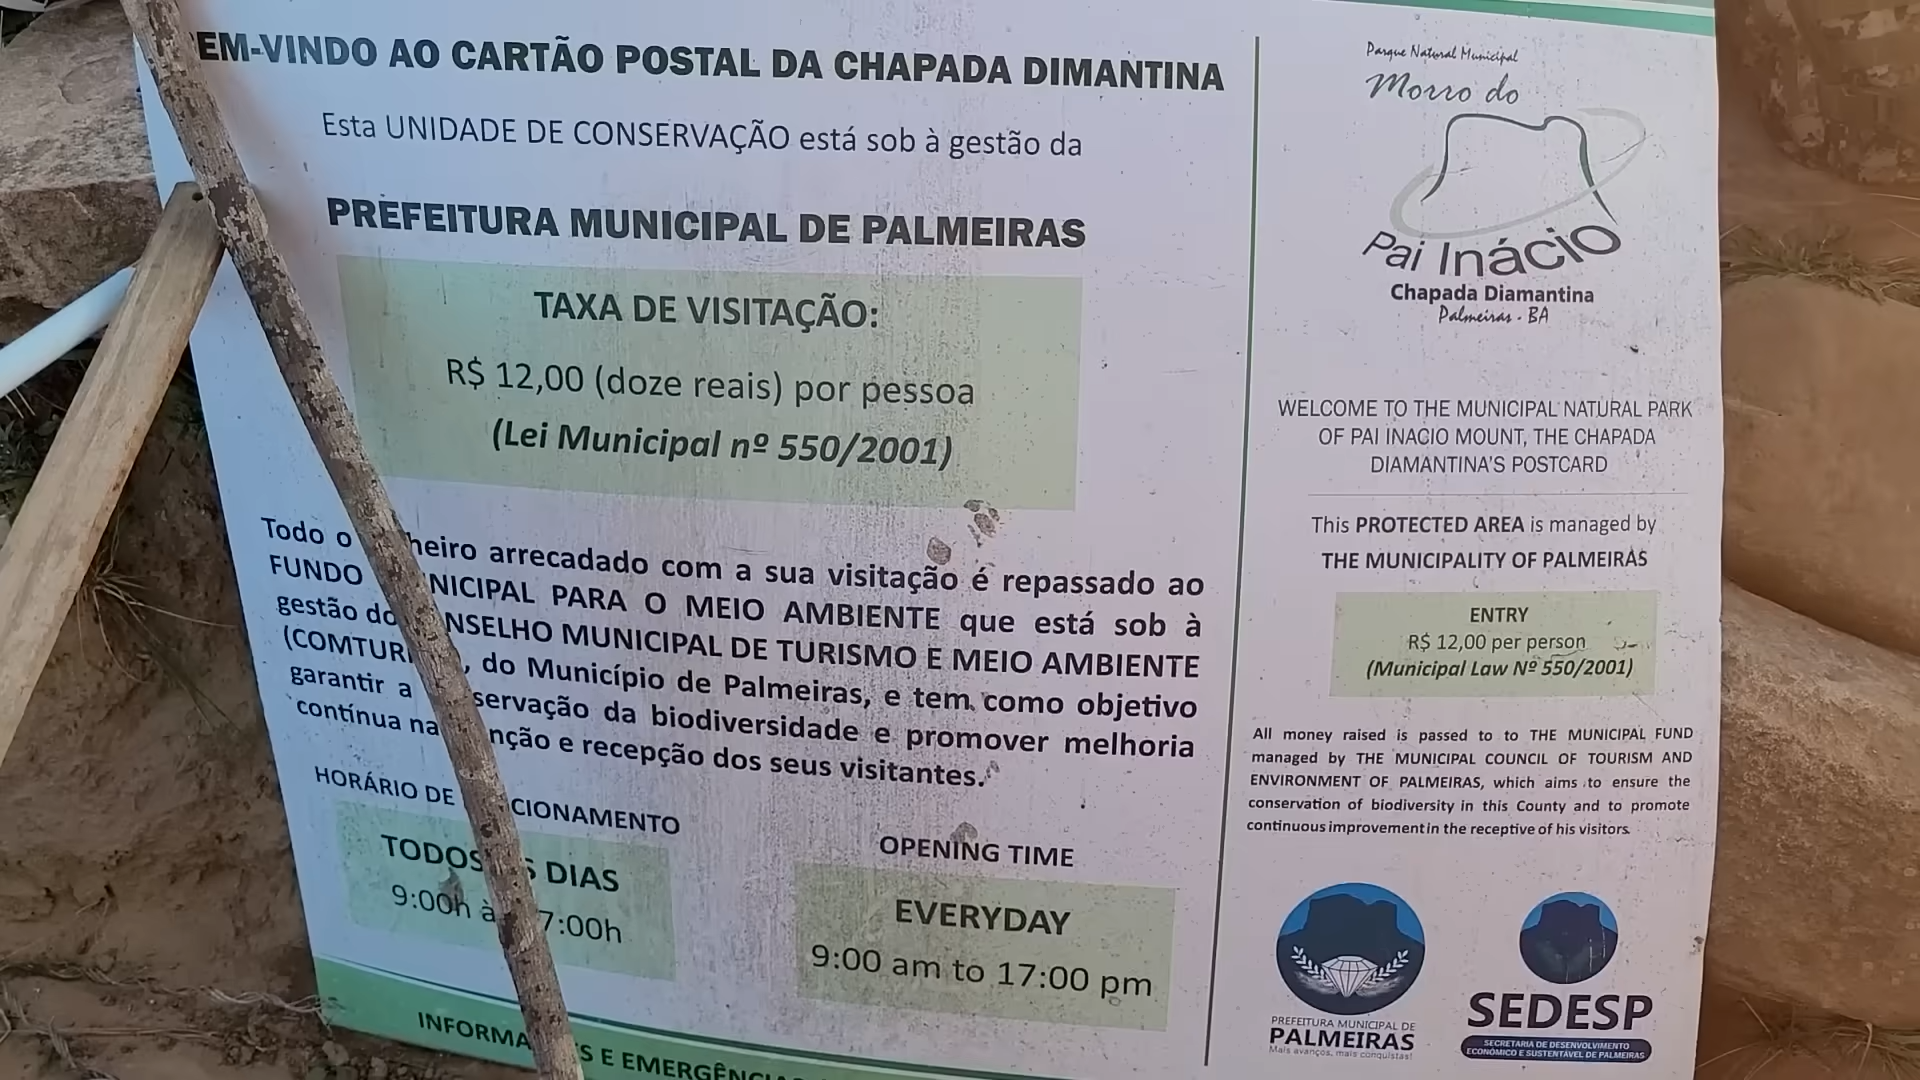 EM-VINDO AO CARTÃO POSTAL DA CHAPADA DIMANTINA
Esta UNIDADE DE CONSERVAÇÃO está sob à gestão da
PREFEITURA MUNICIPAL DE PALMEIRAS
TAXA DE VISITAÇÃO:
R$ 12,00 (doze reais) por pessoa
(Lei Municipal nº 550/2001)
Todo o heiro arrecadado com a sua visitação é repassado ao
FUNDO NICIPAL PARA O MEIO AMBIENTE que está sob à
gestão do NSELHO MUNICIPAL DE TURISMO E MEIO AMBIENTE
(COMTUR , do Município de Palmeiras, e tem como objetivo
garantir a servação da biodiversidade e promover melhoria
contínua na nção e recepção dos seus visitantes.
HORÁRIO DE CIONAMENTO
TODOS S DIAS
9:00h à 7:00h
OPENING TIME
EVERYDAY
9:00 am to 17:00 pm
INFORMA S E EMERGÊNCIA
Parque Natural Municipal
Morro do
Pai Inácio
Chapada Diamantina
Palmeiras - BA
WELCOME TO THE MUNICIPAL NATURAL PARK
OF PAI INACIO MOUNT, THE CHAPADA
DIAMANTINA'S POSTCARD
This PROTECTED AREA is managed by
THE MUNICIPALITY OF PALMEIRAS
ENTRY
R$ 12,00 per person
(Municipal Law Nº 550/2001)
All money raised is passed to to THE MUNICIPAL FUND
managed by THE MUNICIPAL COUNCIL OF TOURISM AND
ENVIRONMENT OF PALMEIRAS, which aims to ensure the
conservation of biodiversity in this County and to promote
continuous improvement in the receptive of his visitors.
PREFEITURA MUNICIPAL DE
PALMEIRAS
Mais avanços, mais conquistas!
SEDESP
SECRETARIA DE DESENVOLVIMENTO
ECONÔMICO E SUSTENTÁVEL DE PALMEIRAS